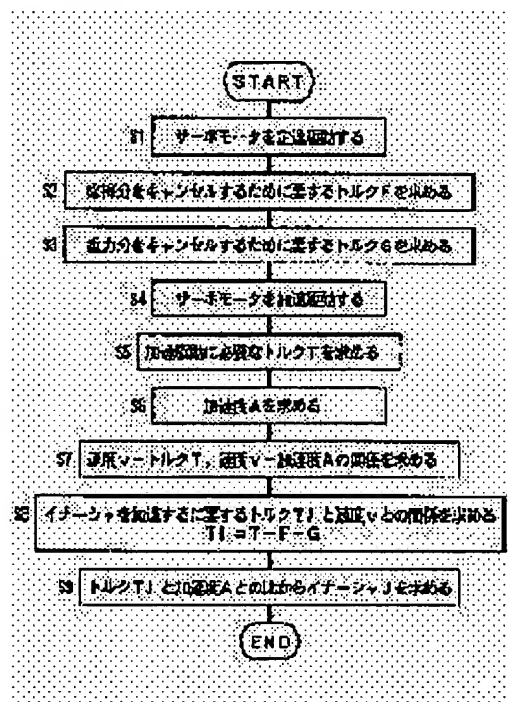 START
S1 サーボモータを定速駆動する
S2 摩擦分をキャンセルするために要するトルクFを求める
S3 重力分をキャンセルするために要するトルクGを求める
S4 サーボモータを加速駆動する
S5 加速駆動に必要なトルクTを求める
S6 加速度Aを求める
S7 速度v－トルクT，速度v－加速度Aの関係を求める
S8 イナーシャを加速するに要するトルクTJと速度vとの関係を求める
TJ=T-F-G
S9 トルクTJと加速度Aとの比からイナーシャJを求める
END